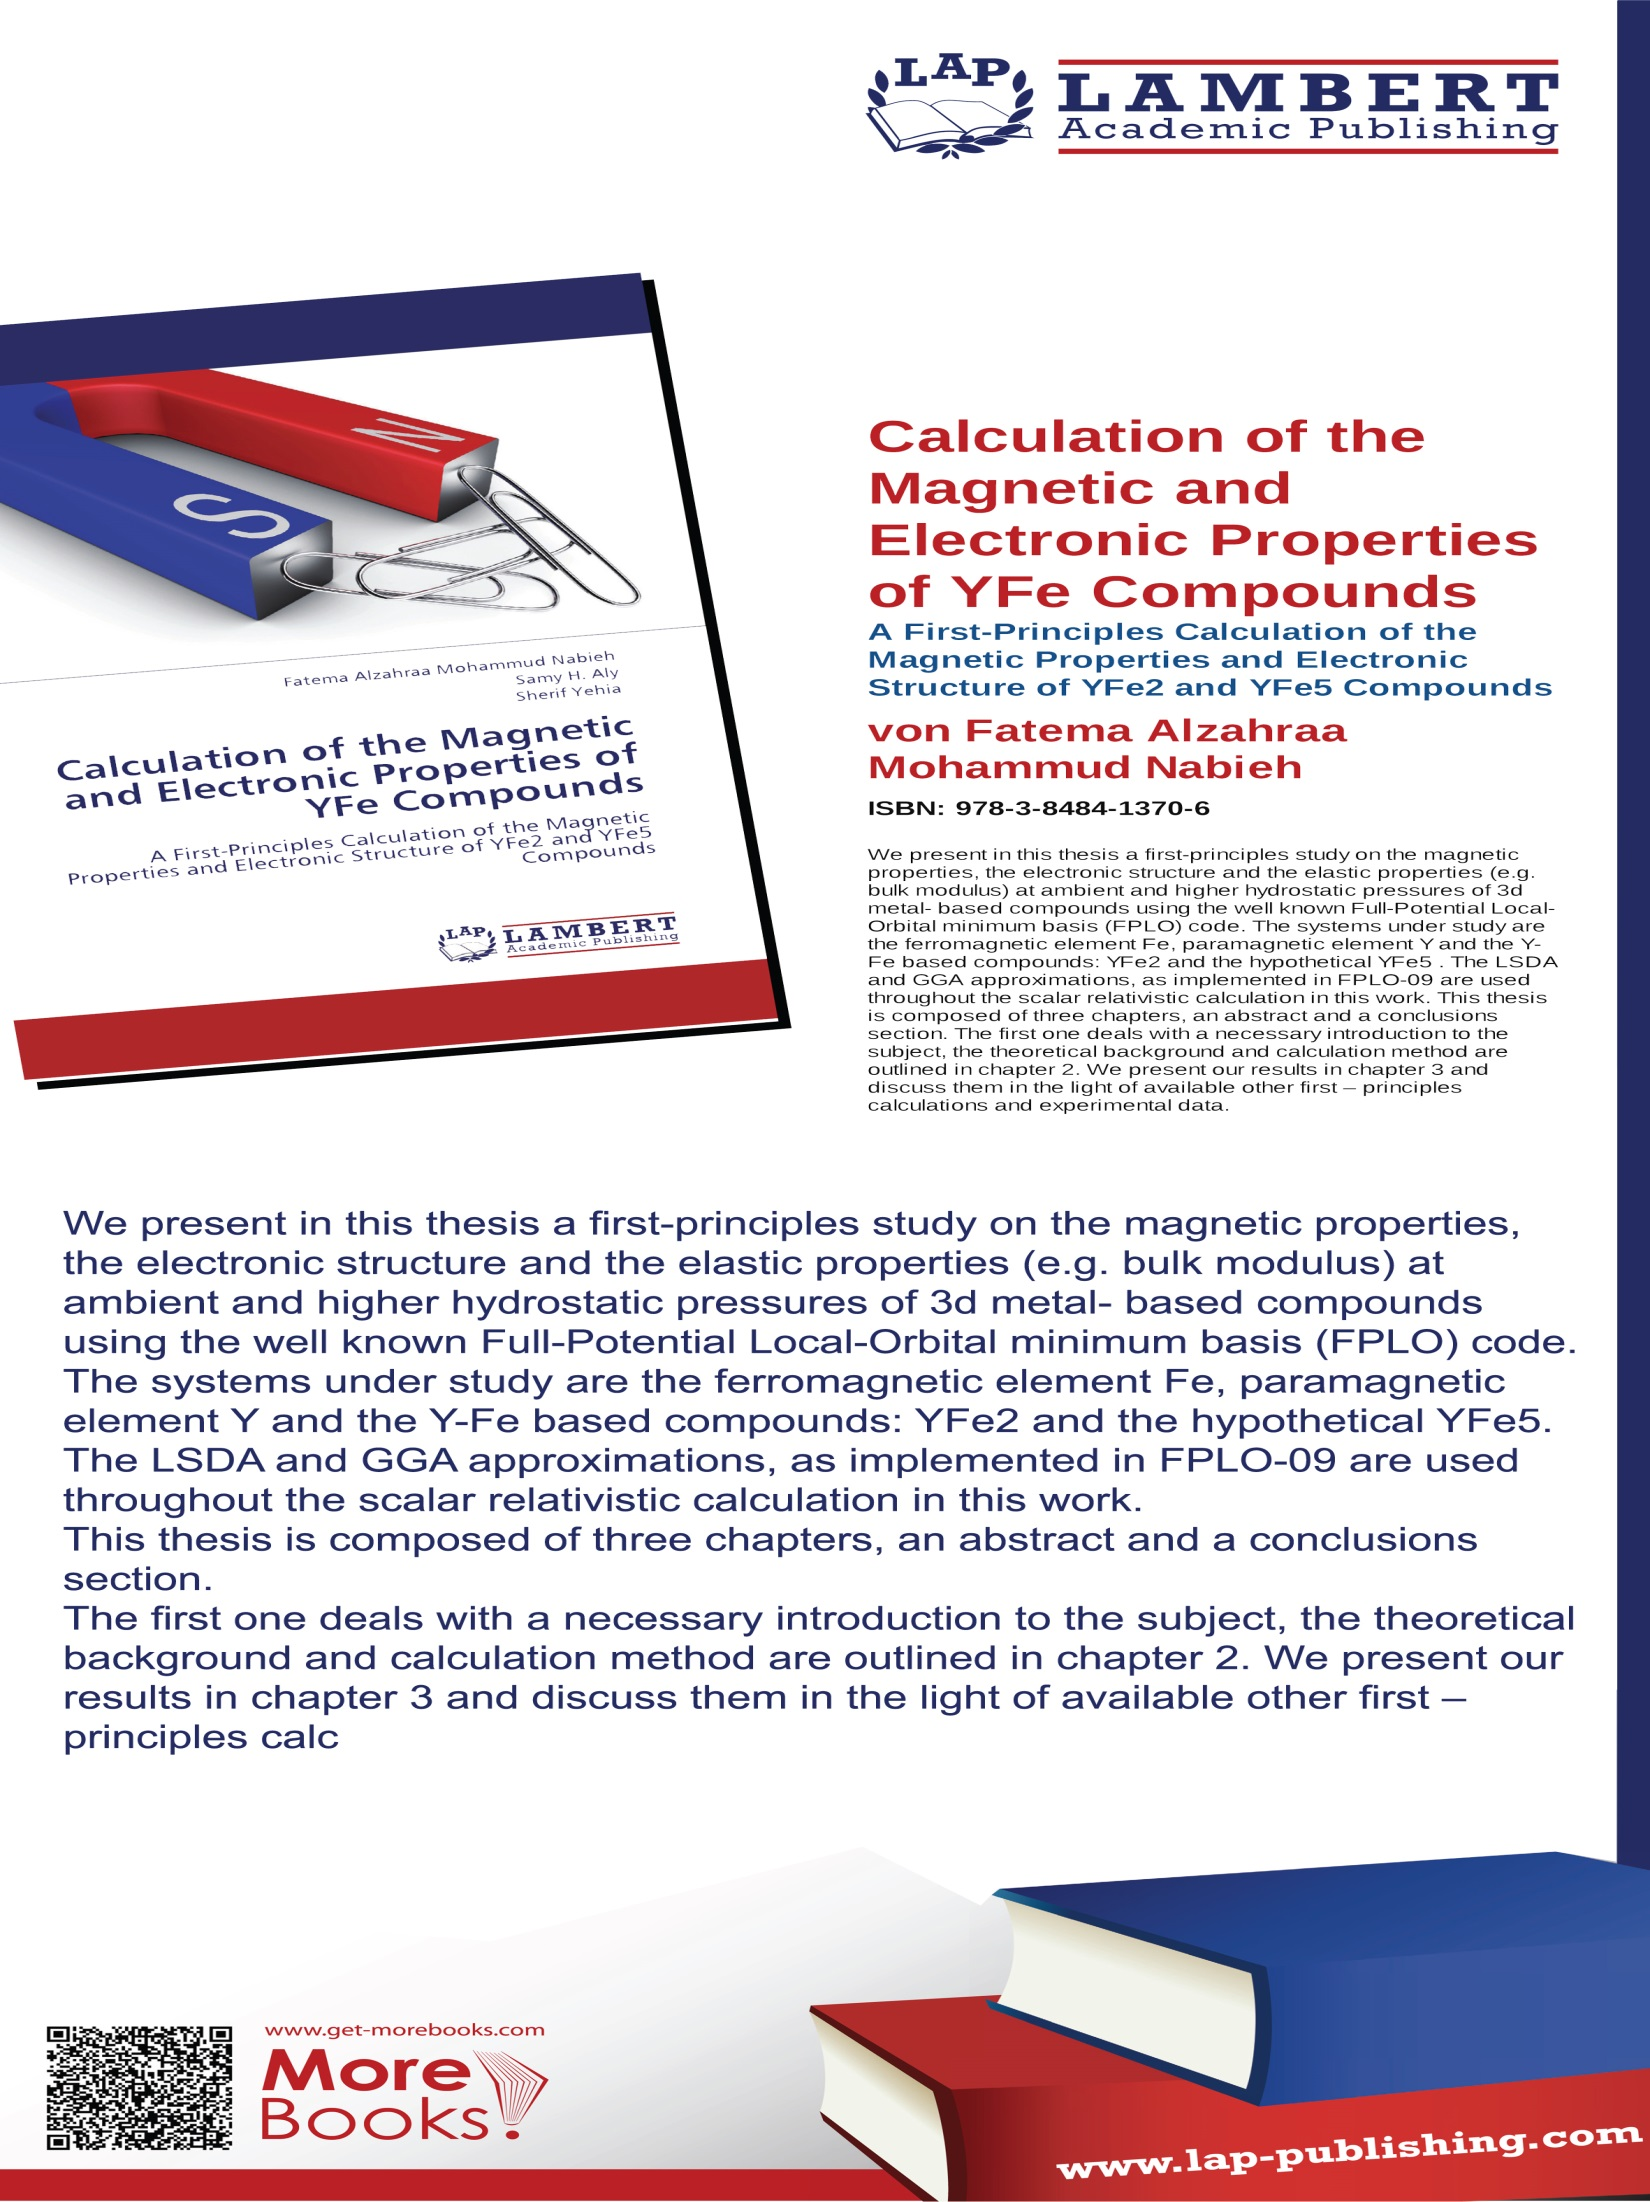 LAP
LAMBERT
Academic Publishing
N
S
Fatema Alzahraa Mohammud Nabieh
Samy H. Aly
Sherif Yehia
Calculation of the Magnetic
and Electronic Properties of
YFe Compounds
A First-Principles Calculation of the Magnetic
Properties and Electronic Structure of YFe2 and YFe5
Compounds
LAP
LAMBERT
Academic Publishing
Calculation of the
Magnetic and
Electronic Properties
of YFe Compounds
A First-Principles Calculation of the
Magnetic Properties and Electronic
Structure of YFe2 and YFe5 Compounds
von Fatema Alzahraa
Mohammud Nabieh
ISBN: 978-3-8484-1370-6
We present in this thesis a first-principles study on the magnetic
properties, the electronic structure and the elastic properties (e.g.
bulk modulus) at ambient and higher hydrostatic pressures of 3d
metal- based compounds using the well known Full-Potential Local-
Orbital minimum basis (FPLO) code. The systems under study are
the ferromagnetic element Fe, paramagnetic element Y and the Y-
Fe based compounds: YFe2 and the hypothetical YFe5 . The LSDA
and GGA approximations, as implemented in FPLO-09 are used
throughout the scalar relativistic calculation in this work. This thesis
is composed of three chapters, an abstract and a conclusions
section. The first one deals with a necessary introduction to the
subject, the theoretical background and calculation method are
outlined in chapter 2. We present our results in chapter 3 and
discuss them in the light of available other first – principles
calculations and experimental data.
We present in this thesis a first-principles study on the magnetic properties,
the electronic structure and the elastic properties (e.g. bulk modulus) at
ambient and higher hydrostatic pressures of 3d metal- based compounds
using the well known Full-Potential Local-Orbital minimum basis (FPLO) code.
The systems under study are the ferromagnetic element Fe, paramagnetic
element Y and the Y-Fe based compounds: YFe2 and the hypothetical YFe5.
The LSDA and GGA approximations, as implemented in FPLO-09 are used
throughout the scalar relativistic calculation in this work.
This thesis is composed of three chapters, an abstract and a conclusions
section.
The first one deals with a necessary introduction to the subject, the theoretical
background and calculation method are outlined in chapter 2. We present our
results in chapter 3 and discuss them in the light of available other first –
principles calc
www.get-morebooks.com
More
Books!
www.lap-publishing.com